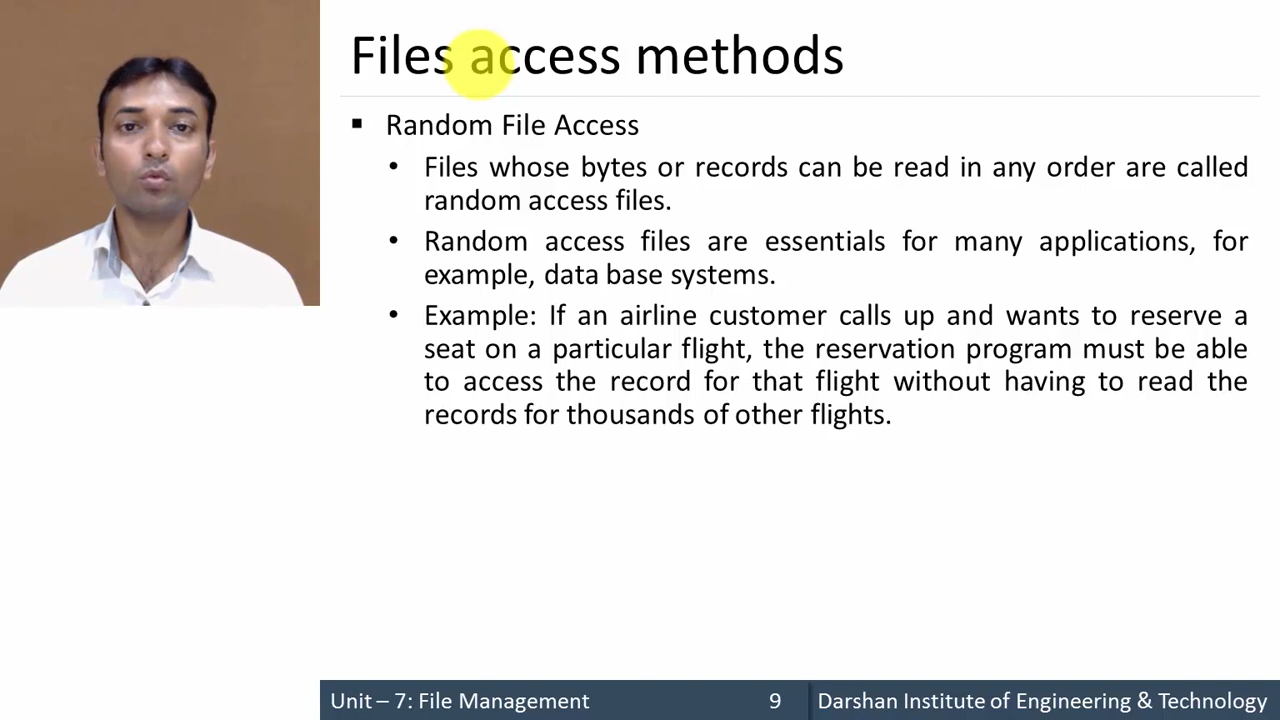 Files access methods
▪ Random File Access
• Files whose bytes or records can be read in any order are called
random access files.
• Random access files are essentials for many applications, for
example, data base systems.
• Example: If an airline customer calls up and wants to reserve a
seat on a particular flight, the reservation program must be able
to access the record for that flight without having to read the
records for thousands of other flights.
Unit – 7: File Management 9 Darshan Institute of Engineering & Technology